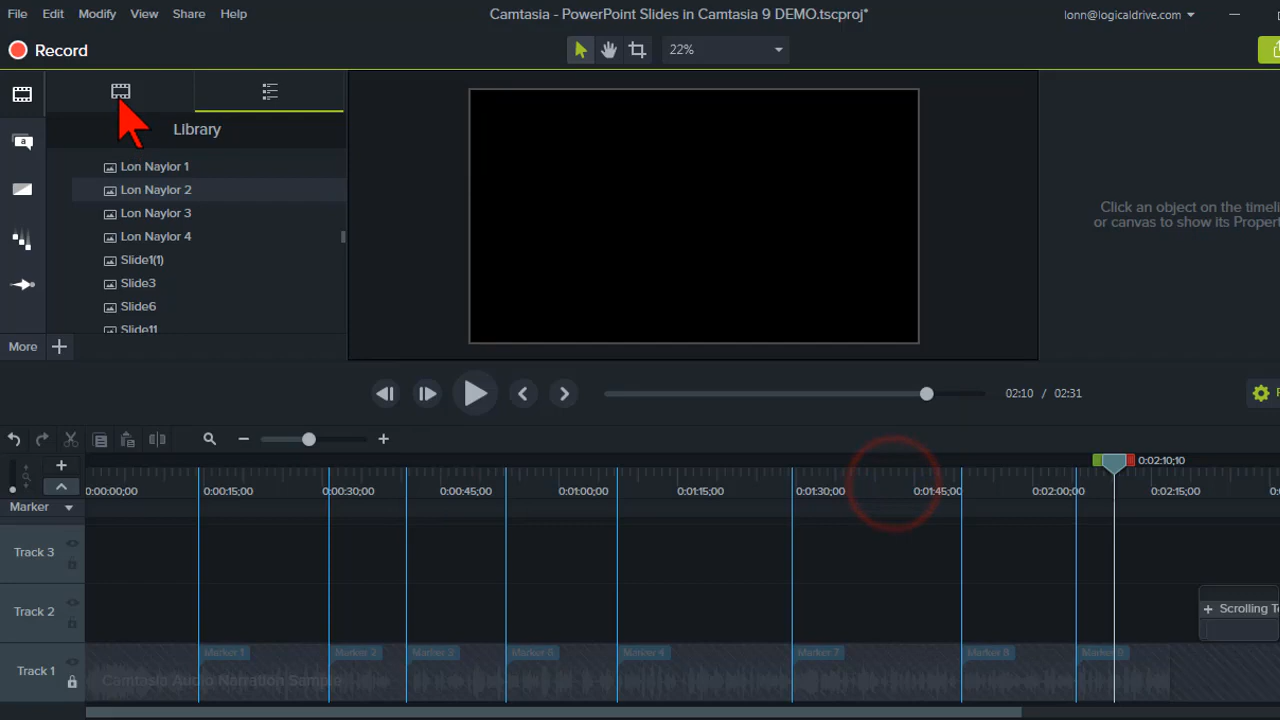 File Edit Modify View Share Help
Camtasia - PowerPoint Slides in Camtasia 9 DEMO.tscproj*
lonn@logicaldrive.com
Record
22%
Library
Lon Naylor 1
Lon Naylor 2
Lon Naylor 3
Lon Naylor 4
Slide1(1)
Slide3
Slide6
Slide11
Click an object on the timeli
or canvas to show its Propert
More
02:10 / 02:31
0:02:10;10
0:00:00;00 0:00:15;00 0:00:30;00 0:00:45;00 0:01:00;00 0:01:15;00 0:01:30;00 0:01:45;00 0:02:00;00 0:02:15;00
Marker
Track 3
Track 2
Scrolling Te
Track 1
Marker 1 Marker 2 Marker 3 Marker 4 Marker 7
Camtasia Audio Narration Sample